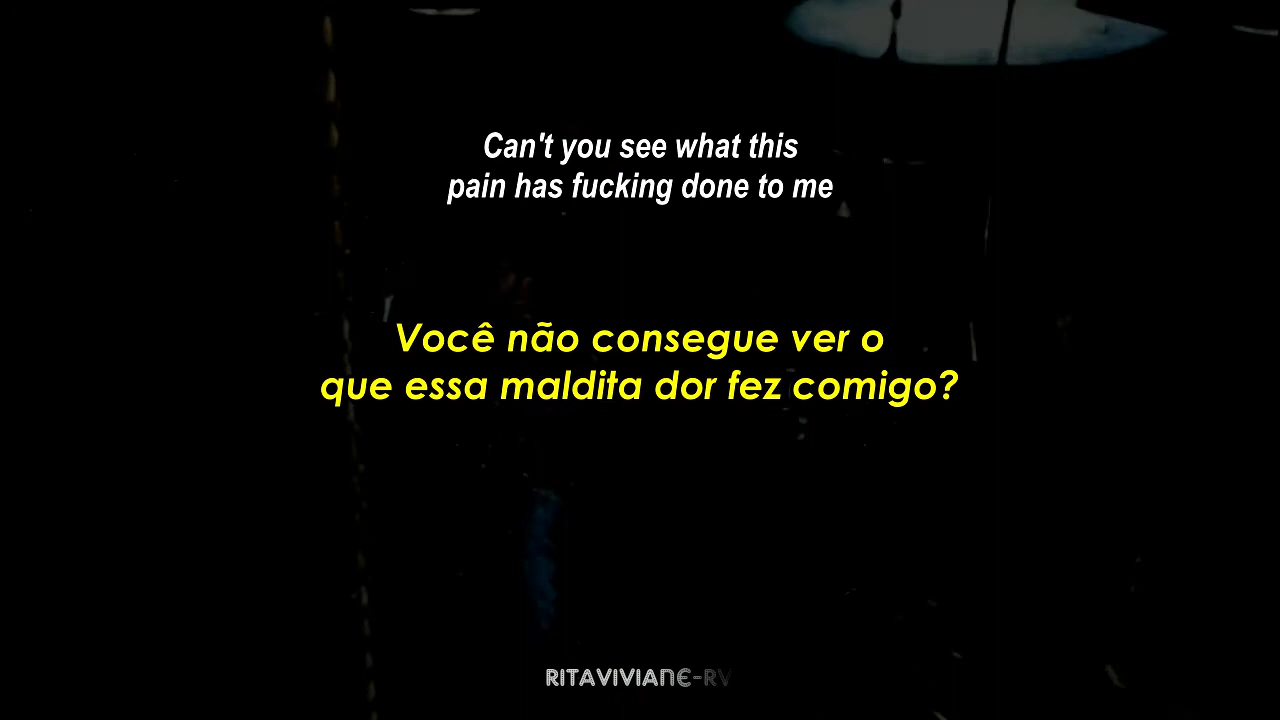 Can't you see what this
pain has fucking done to me
Você não consegue ver o
que essa maldita dor fez comigo?
RITAVIVIANE-RV